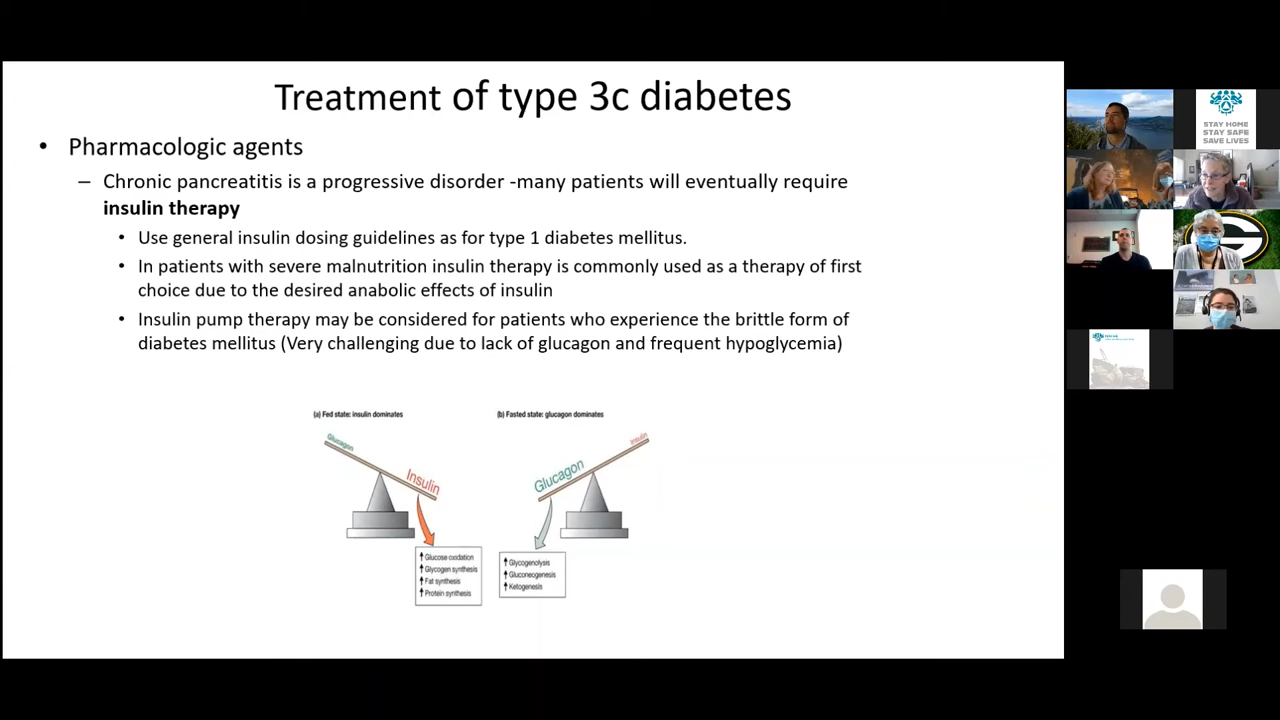 Treatment of type 3c diabetes
• Pharmacologic agents
– Chronic pancreatitis is a progressive disorder -many patients will eventually require
insulin therapy
• Use general insulin dosing guidelines as for type 1 diabetes mellitus.
• In patients with severe malnutrition insulin therapy is commonly used as a therapy of first
choice due to the desired anabolic effects of insulin
• Insulin pump therapy may be considered for patients who experience the brittle form of
diabetes mellitus (Very challenging due to lack of glucagon and frequent hypoglycemia)
(a) Fed state: insulin dominates
Glucagon
Insulin
Glucose oxidation
Glycogen synthesis
Fat synthesis
Protein synthesis
(b) Fasted state: glucagon dominates
Insulin
Glucagon
Glycogenolysis
Gluconeogenesis
Ketogenesis
STAY HOME
STAY SAFE
SAVE LIVES
G